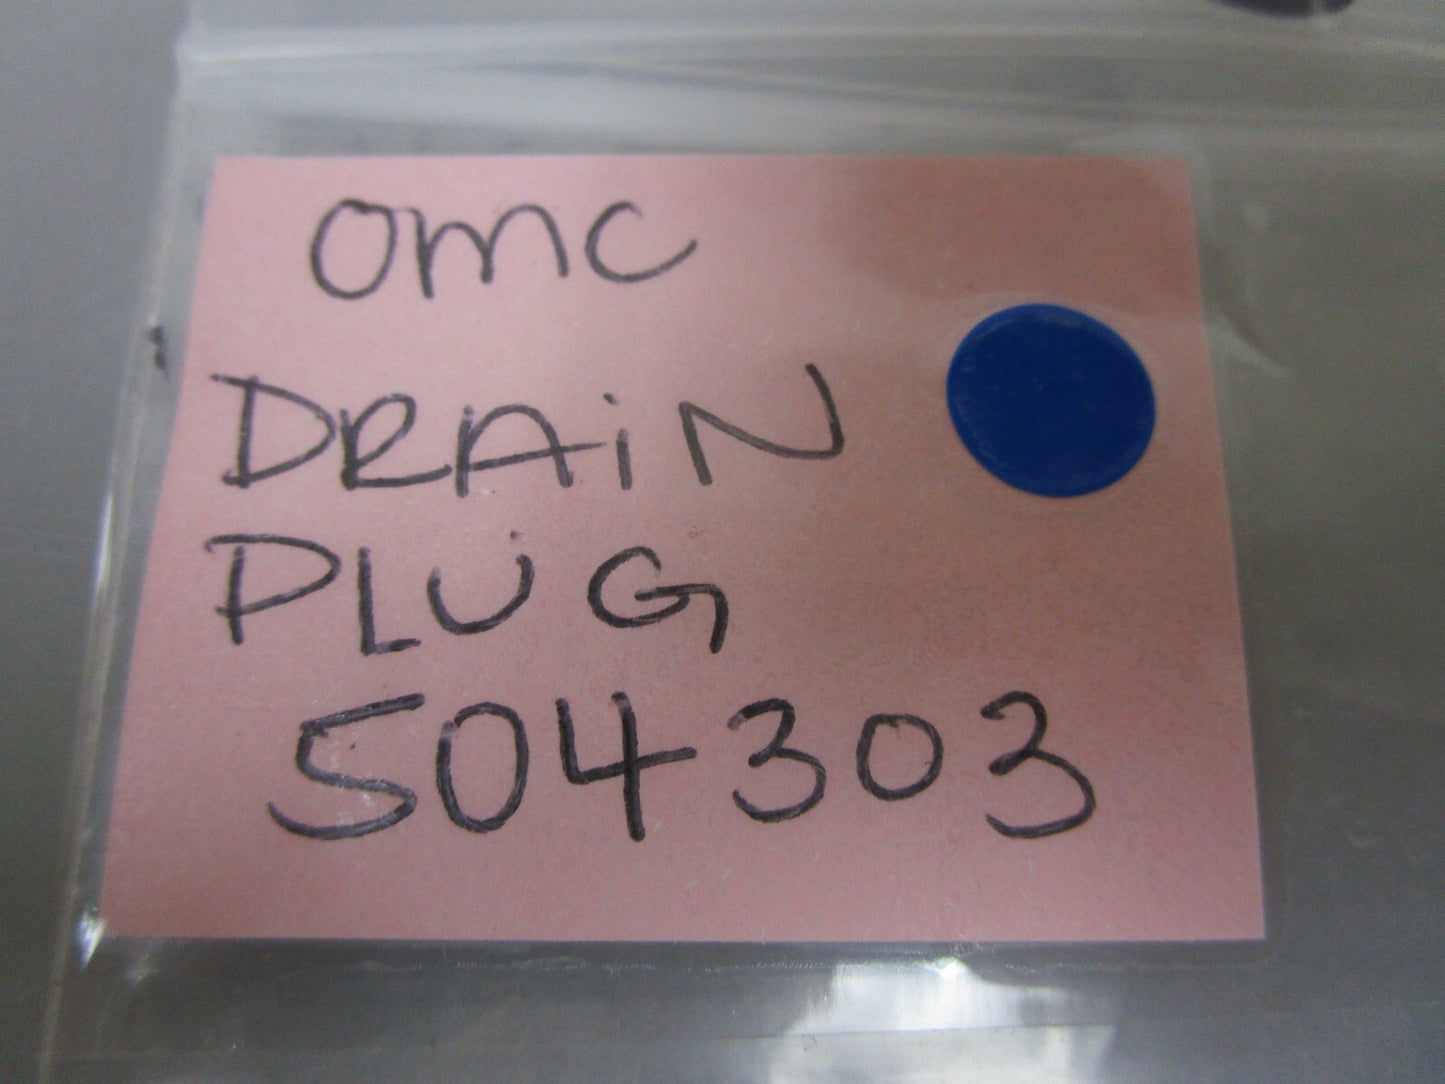 omc
DRAiN
PLUG
504303